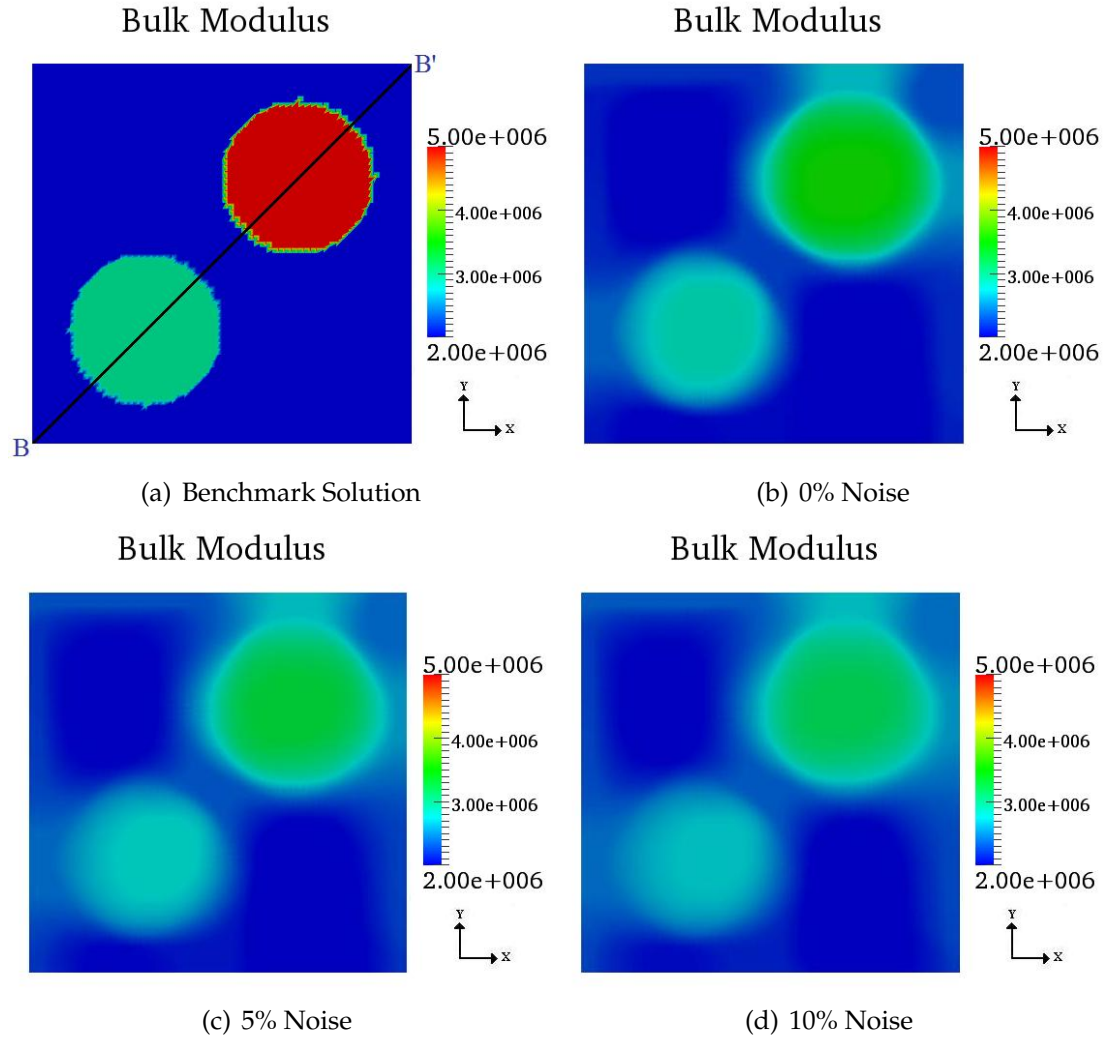 Bulk Modulus
B'
5.00e+006
4.00e+006
3.00e+006
2.00e+006
Y
X
B
(a) Benchmark Solution
Bulk Modulus
5.00e+006
4.00e+006
3.00e+006
2.00e+006
Y
X
(b) 0% Noise
Bulk Modulus
5.00e+006
4.00e+006
3.00e+006
2.00e+006
Y
X
(c) 5% Noise
Bulk Modulus
5.00e+006
4.00e+006
3.00e+006
2.00e+006
Y
X
(d) 10% Noise